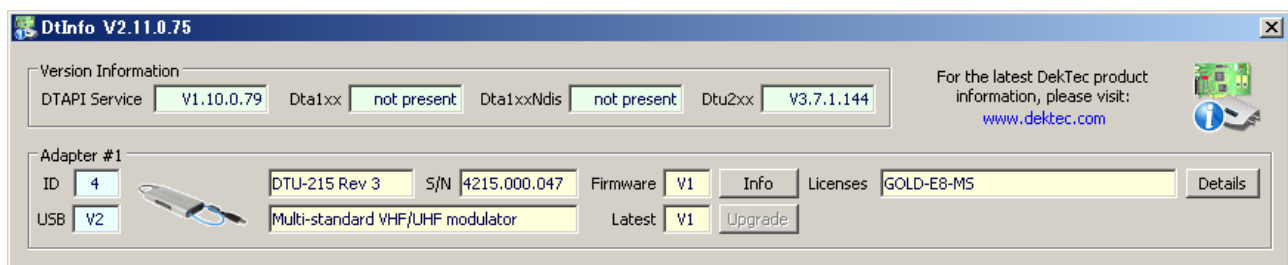 DtInfo V2.11.0.75
Version Information
DTAPI Service V1.10.0.79 Dta1xx not present Dta1xxNdis not present Dtu2xx V3.7.1.144
For the latest DekTec product
information, please visit:
www.dektec.com
Adapter #1
ID 4 DTU-215 Rev 3 S/N 4215.000.047 Firmware V1 Info Licenses GOLD-E8-MS Details
USB V2 Multi-standard VHF/UHF modulator Latest V1 Upgrade